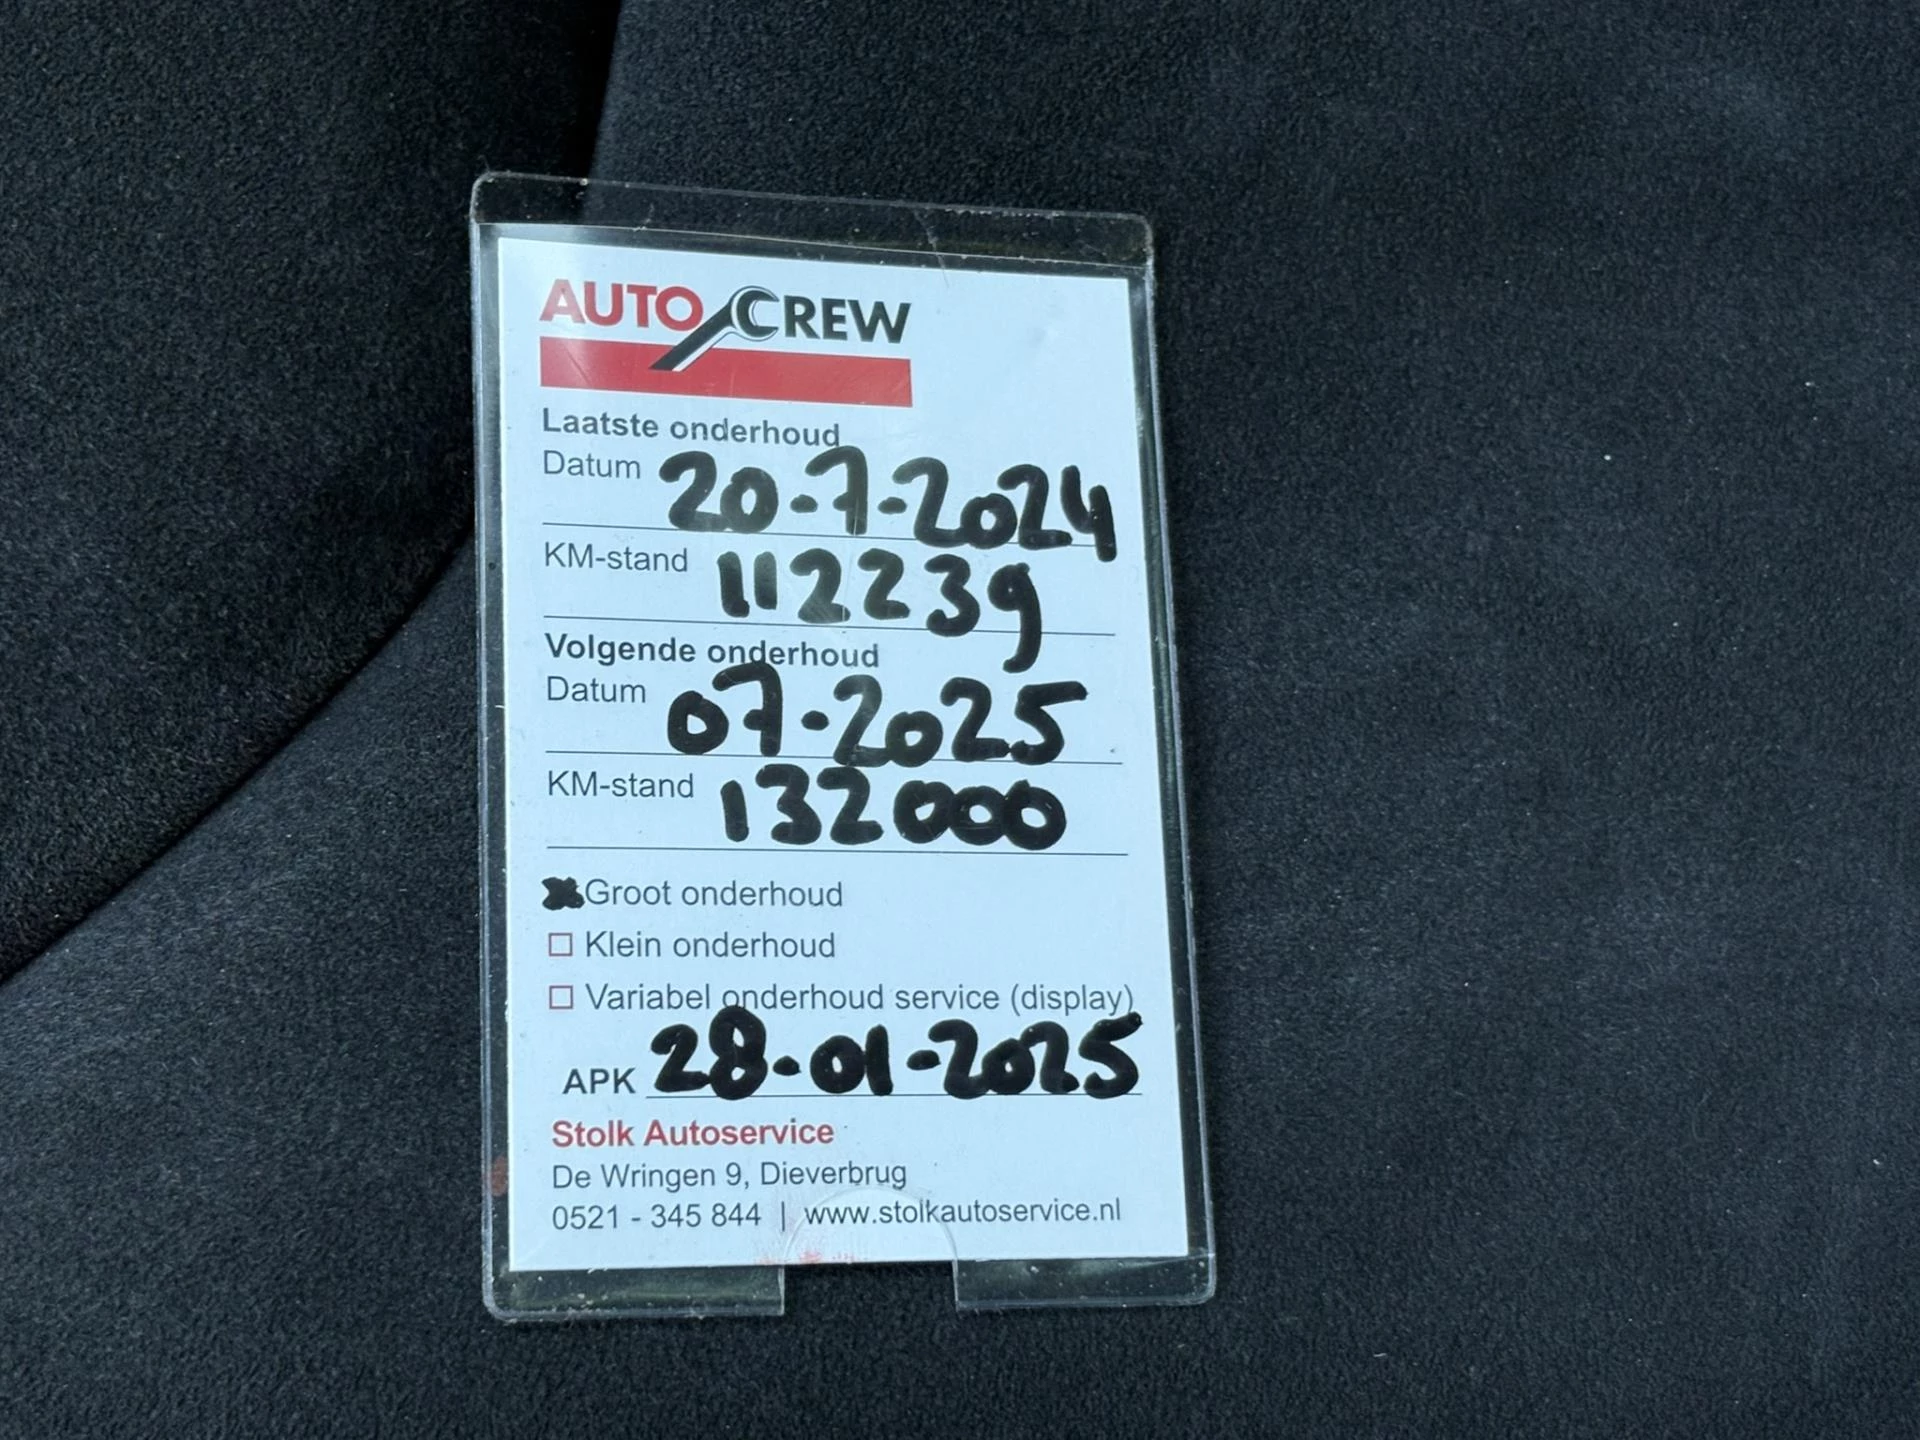 AUTO CREW
Laatste onderhoud
Datum 20-7-2024
KM-stand 112239
Volgende onderhoud
Datum 07-2025
KM-stand 132000
Groot onderhoud
Klein onderhoud
Variabel onderhoud service (display)
APK 28-01-2025
Stolk Autoservice
De Wringen 9, Dieverbrug
0521 - 345 844 | www.stolkautoservice.nl